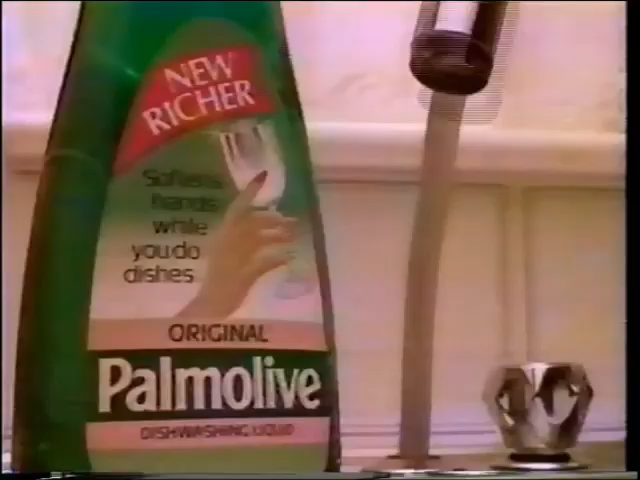 NEW
RICHER
Softens
hands
while
you do
dishes
ORIGINAL
Palmolive
DISHWASHING LIQUID